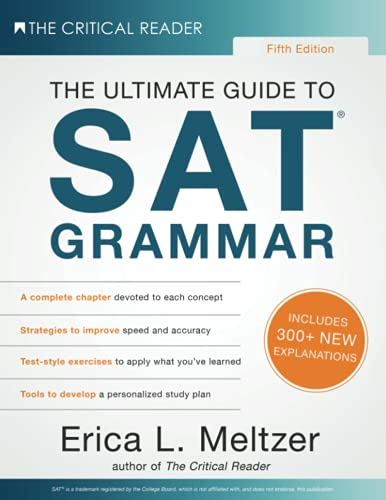 THE CRITICAL READER
Fifth Edition
THE ULTIMATE GUIDE TO
SAT®
GRAMMAR
A complete chapter devoted to each concept
Strategies to improve speed and accuracy
Test-style exercises to apply what you've learned
Tools to develop a personalized study plan
INCLUDES
300+ NEW
EXPLANATIONS
Erica L. Meltzer
author of The Critical Reader
SAT® is a trademark registered by the College Board, which is not affiliated with, and does not endorse, this publication.